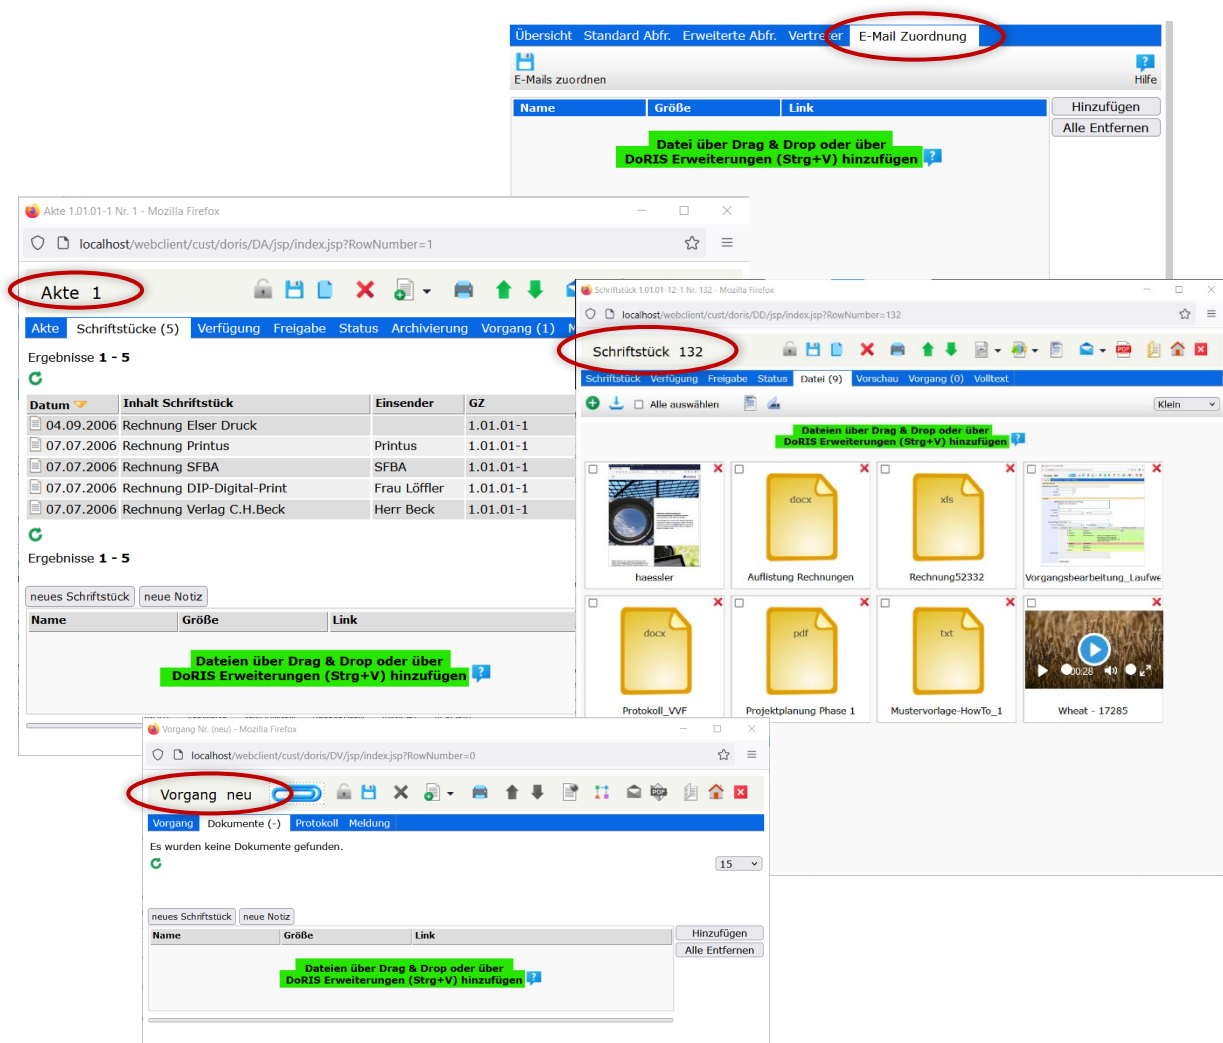 Übersicht Standard Abfr. Erweiterte Abfr. Vertreter E-Mail Zuordnung
E-Mails zuordnen
Hilfe
Name Größe Link
Hinzufügen
Alle Entfernen
Datei über Drag & Drop oder über
DoRIS Erweiterungen (Strg+V) hinzufügen
Akte 1.01.01-1 Nr. 1 - Mozilla Firefox
localhost/webclient/cust/doris/DA/jsp/index.jsp?RowNumber=1
Akte 1
Akte Schriftstücke (5) Verfügung Freigabe Status Archivierung Vorgang (1)
Ergebnisse 1 - 5
Datum Inhalt Schriftstück Einsender GZ
04.09.2006 Rechnung Elser Druck 1.01.01-1
07.07.2006 Rechnung Printus Printus 1.01.01-1
07.07.2006 Rechnung SFBA SFBA 1.01.01-1
07.07.2006 Rechnung DIP-Digital-Print Frau Löffler 1.01.01-1
07.07.2006 Rechnung Verlag C.H.Beck Herr Beck 1.01.01-1
Ergebnisse 1 - 5
neues Schriftstück neue Notiz
Name Größe Link
Dateien über Drag & Drop oder über
DoRIS Erweiterungen (Strg+V) hinzufügen
Schriftstück 1.01.01-12-1 Nr. 132 - Mozilla Firefox
localhost/webclient/cust/doris/DD/jsp/index.jsp?RowNumber=132
Schriftstück 132
PDF
Schriftstück Verfügung Freigabe Status Datei (9) Vorschau Vorgang (0) Volltext
Alle auswählen
Klein
Dateien über Drag & Drop oder über
DoRIS Erweiterungen (Strg+V) hinzufügen
docx
xls
haessler
Auflistung Rechnungen
Rechnung52332
Vorgangsbearbeitung_Laufwe
docx
pdf
txt
00:28
Protokoll_VVF
Projektplanung Phase 1
Mustervorlage-HowTo_1
Wheat - 17285
Vorgang Nr. (neu) - Mozilla Firefox
localhost/webclient/cust/doris/DV/jsp/index.jsp?RowNumber=0
Vorgang neu
PDF
Vorgang Dokumente (-) Protokoll Meldung
Es wurden keine Dokumente gefunden.
15
neues Schriftstück neue Notiz
Name Größe Link
Hinzufügen
Alle Entfernen
Dateien über Drag & Drop oder über
DoRIS Erweiterungen (Strg+V) hinzufügen